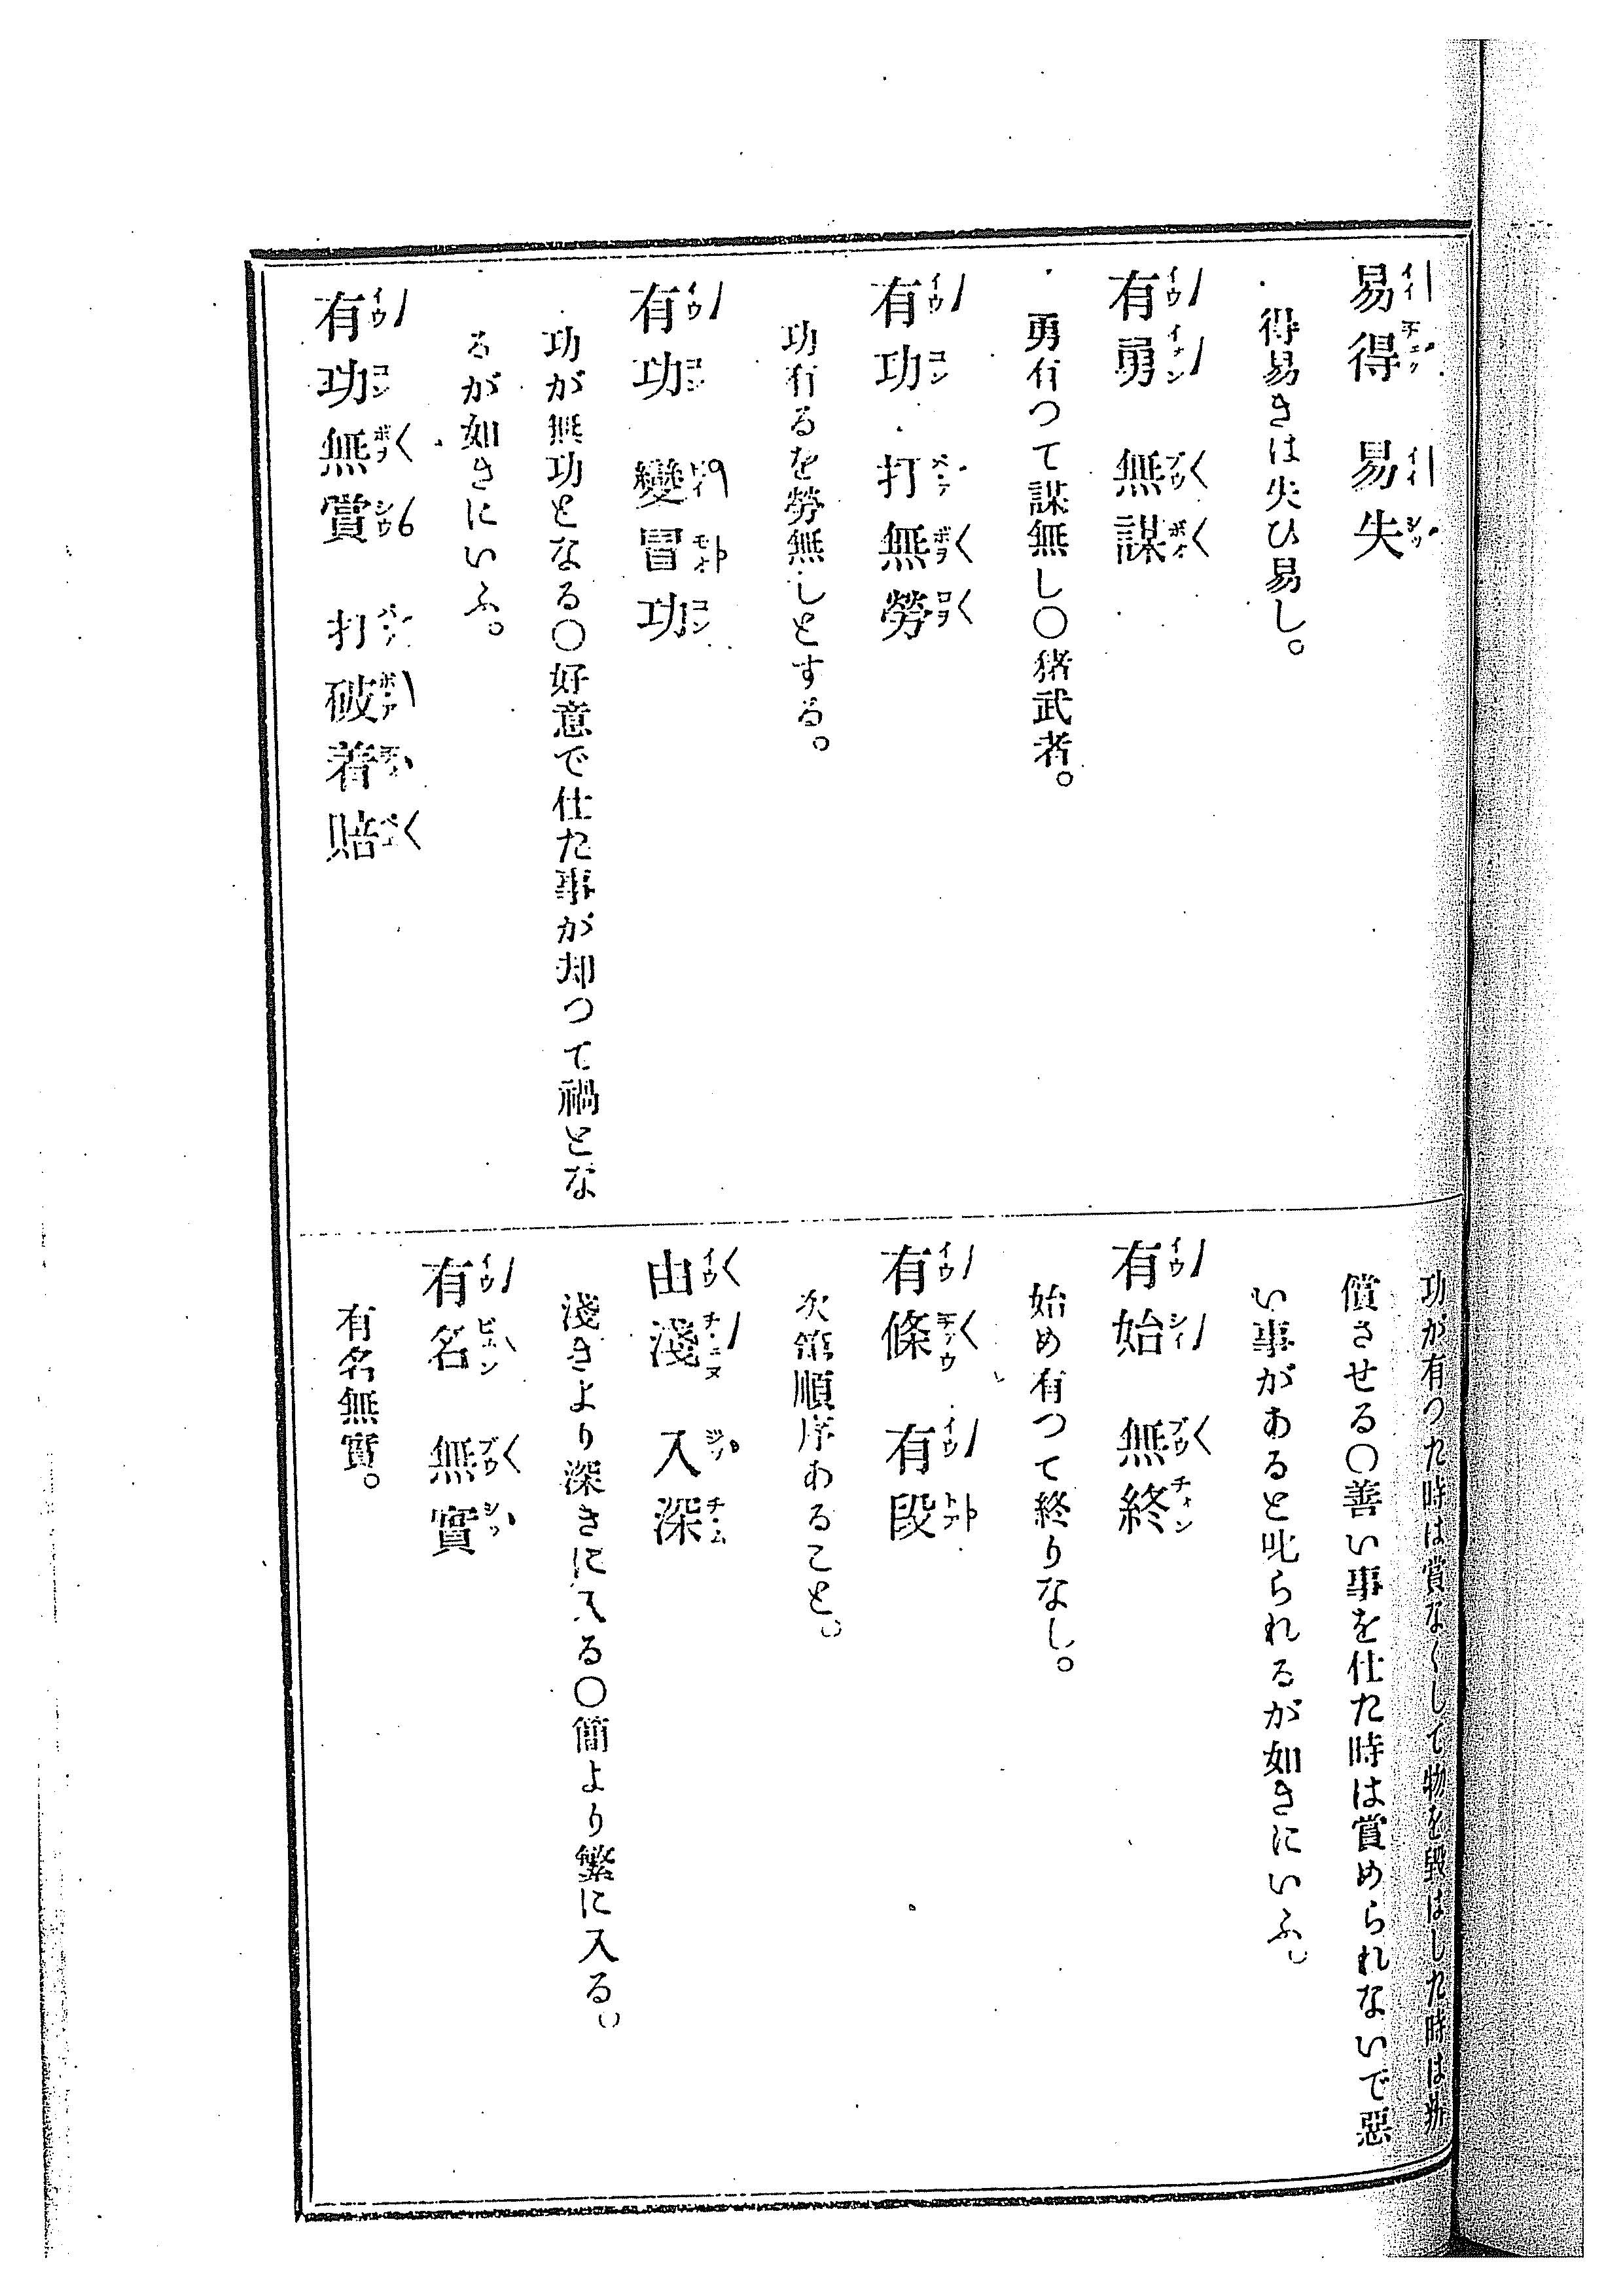 易得　易失
得易きは失ひ易し。
有勇　無謀
勇有つて謀無し〇猪武者。
有功　打無勞
功有るを勞無しとする。
有功　變冒功
功が無功となる〇好意で仕た事が却つて禍とな
るが如きにいふ。
有功無賞　打破着賠
功が有つた時は賞なくして物を毀はした時は
償させる〇善い事を仕た時は賞められないで惡
い事があると叱られるが如きにいふ。
有始　無終
始め有つて終りなし。
有條　有段
次第順序あること。
由淺　入深
淺きより深きに入る〇簡より繁に入る。
有名　無實
有名無實。